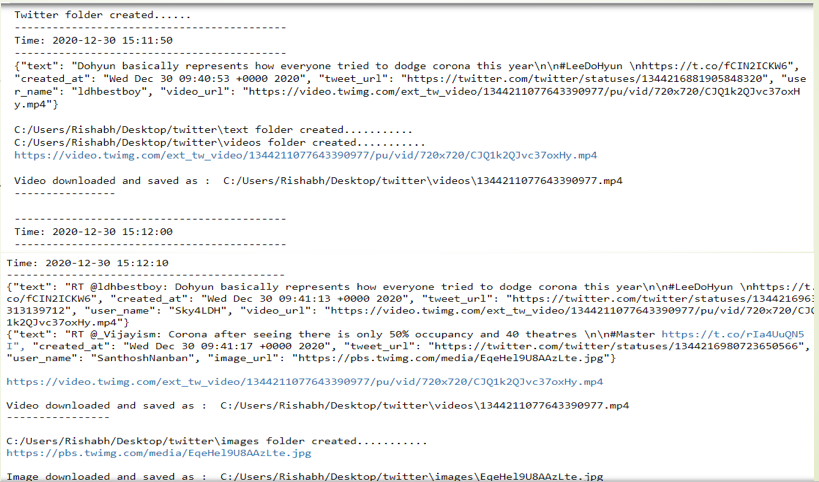 Twitter folder created......
----------------------------------------
Time: 2020-12-30 15:11:50
----------------------------------------
{"text": "Dohyun basically represents how everyone tried to dodge corona this year\n\n#LeeDoHyun \nhttps://t.co/fCIN2ICKW6",
"created_at": "Wed Dec 30 09:40:53 +0000 2020", "tweet_url": "https://twitter.com/twitter/statuses/1344216881905848320", "use
r_name": "ldhbestboy", "video_url": "https://video.twimg.com/ext_tw_video/1344211077643390977/pu/vid/720x720/CJQ1k2QJvc37oxH
y.mp4"}
C:/Users/Rishabh/Desktop/twitter\text folder created...........
C:/Users/Rishabh/Desktop/twitter\videos folder created...........
https://video.twimg.com/ext_tw_video/1344211077643390977/pu/vid/720x720/CJQ1k2QJvc37oxHy.mp4
Video downloaded and saved as :  C:/Users/Rishabh/Desktop/twitter\videos\1344211077643390977.mp4
---------------
----------------------------------------
Time: 2020-12-30 15:12:00
----------------------------------------
Time: 2020-12-30 15:12:10
-----------------------------------------
{"text": "RT @ldhbestboy: Dohyun basically represents how everyone tried to dodge corona this year\n\n#LeeDoHyun \nhttps://t.
co/fCIN2ICKW6", "created_at": "Wed Dec 30 09:41:13 +0000 2020", "tweet_url": "https://twitter.com/twitter/statuses/134421696
313139712", "user_name": "Sky4LDH", "video_url": "https://video.twimg.com/ext_tw_video/1344211077643390977/pu/vid/720x720/CJQ
1k2QJvc37oxHy.mp4"}
{"text": "RT @_Vijayism: Corona after seeing there is only 50% occupancy and 40 theatres \n\n#Master https://t.co/rIa4UuQN5
I", "created_at": "Wed Dec 30 09:41:17 +0000 2020", "tweet_url": "https://twitter.com/twitter/statuses/1344216980723650566",
"user_name": "SanthoshNanban", "image_url": "https://pbs.twimg.com/media/EqeHel9U8AAzLte.jpg"}
https://video.twimg.com/ext_tw_video/1344211077643390977/pu/vid/720x720/CJQ1k2QJvc37oxHy.mp4
Video downloaded and saved as :  C:/Users/Rishabh/Desktop/twitter\videos\1344211077643390977.mp4
---------------
C:/Users/Rishabh/Desktop/twitter\images folder created...........
https://pbs.twimg.com/media/EqeHel9U8AAzLte.jpg
Image downloaded and saved as :  C:/Users/Rishabh/Desktop/twitter\images\EqeHel9U8AAzLte.jpg